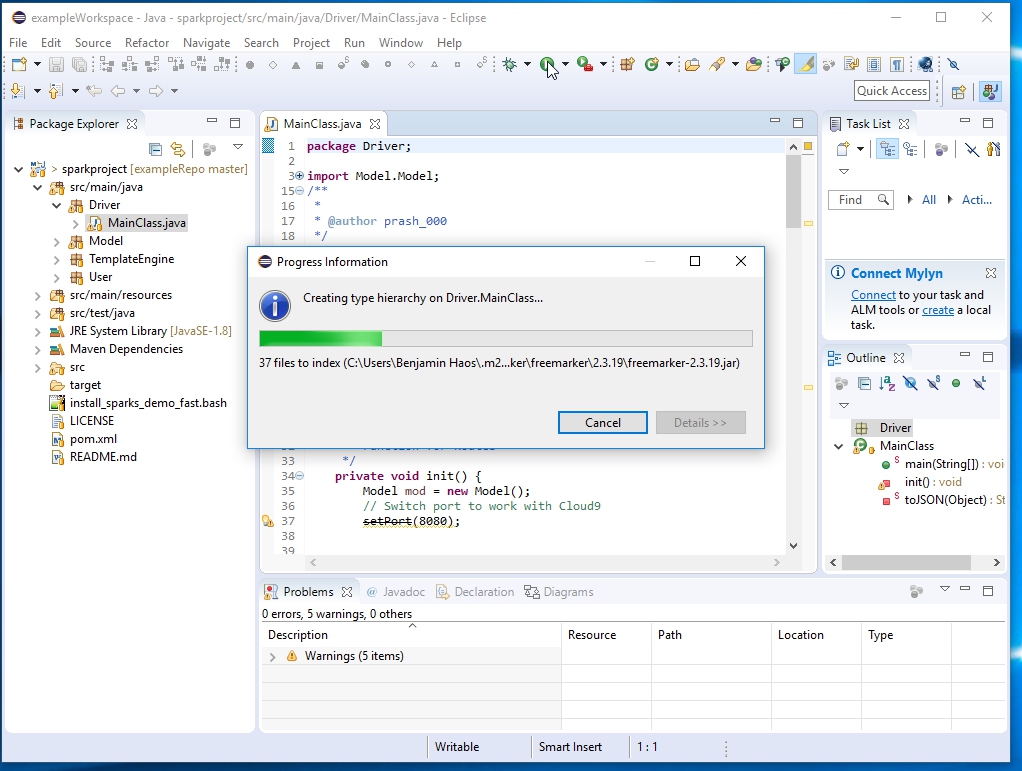 exampleWorkspace - Java - sparkproject/src/main/java/Driver/MainClass.java - Eclipse
File Edit Source Refactor Navigate Search Project Run Window Help
Quick Access
Package Explorer
> sparkproject [exampleRepo master]
src/main/java
Driver
MainClass.java
Model
TemplateEngine
User
src/main/resources
src/test/java
JRE System Library [JavaSE-1.8]
Maven Dependencies
src
target
install_sparks_demo_fast.bash
LICENSE
pom.xml
README.md
MainClass.java
1 package Driver;
2
3 import Model.Model;
15 /**
16 *
17 * @author prash_000
18 */
Progress Information
Creating type hierarchy on Driver.MainClass...
37 files to index (C:\Users\Benjamin Haos\.m2...ker\freemarker\2.3.19\freemarker-2.3.19.jar)
Cancel Details >>
33 */
34 private void init() {
35 Model mod = new Model();
36 // Switch port to work with Cloud9
37 setPort(8080);
38
39
Task List
Find All Acti...
Connect Mylyn
Connect to your task and
ALM tools or create a local
task.
Outline
Driver
MainClass
main(String[]) : voi
init() : void
toJSON(Object) : St
Problems Javadoc Declaration Diagrams
0 errors, 5 warnings, 0 others
Description Resource Path Location Type
Warnings (5 items)
Writable Smart Insert 1 : 1